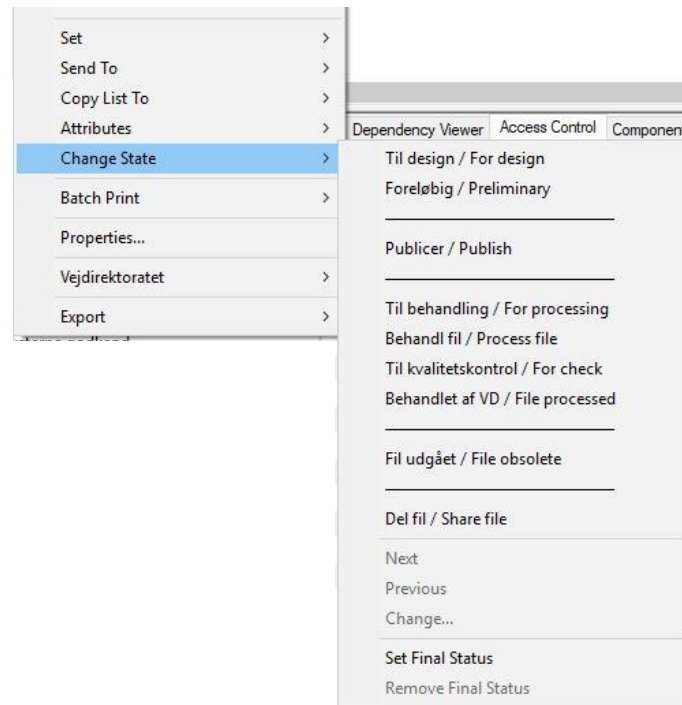 Set
Send To
Copy List To
Attributes
Change State
Batch Print
Properties...
Vejdirektoratet
Export
Dependency Viewer Access Control Component
Til design / For design
Foreløbig / Preliminary
Publicer / Publish
Til behandling / For processing
Behandl fil / Process file
Til kvalitetskontrol / For check
Behandlet af VD / File processed
Fil udgået / File obsolete
Del fil / Share file
Next
Previous
Change...
Set Final Status
Remove Final Status